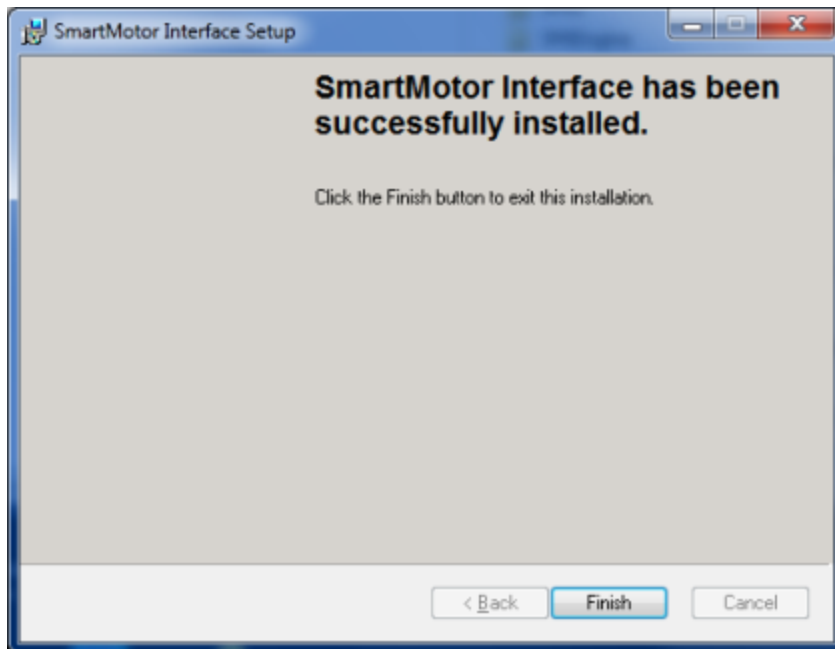 SmartMotor Interface Setup
SmartMotor Interface has been
successfully installed.
Click the Finish button to exit this installation.
< Back
Finish
Cancel